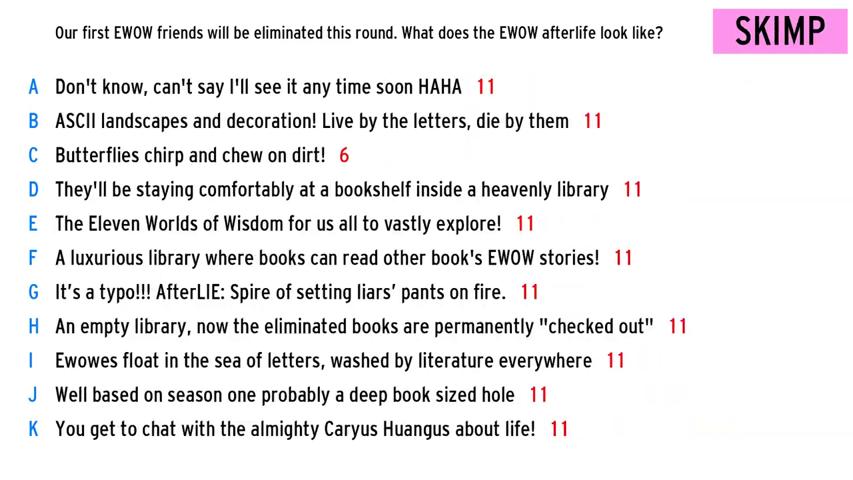 Our first EWOW friends will be eliminated this round. What does the EWOW afterlife look like?
SKIMP
A Don't know, can't say I'll see it any time soon HAHA 11
B ASCII landscapes and decoration! Live by the letters, die by them 11
C Butterflies chirp and chew on dirt! 6
D They'll be staying comfortably at a bookshelf inside a heavenly library 11
E The Eleven Worlds of Wisdom for us all to vastly explore! 11
F A luxurious library where books can read other book's EWOW stories! 11
G It’s a typo!!! AfterLIE: Spire of setting liars’ pants on fire. 11
H An empty library, now the eliminated books are permanently "checked out" 11
I Ewowes float in the sea of letters, washed by literature everywhere 11
J Well based on season one probably a deep book sized hole 11
K You get to chat with the almighty Caryus Huangus about life! 11